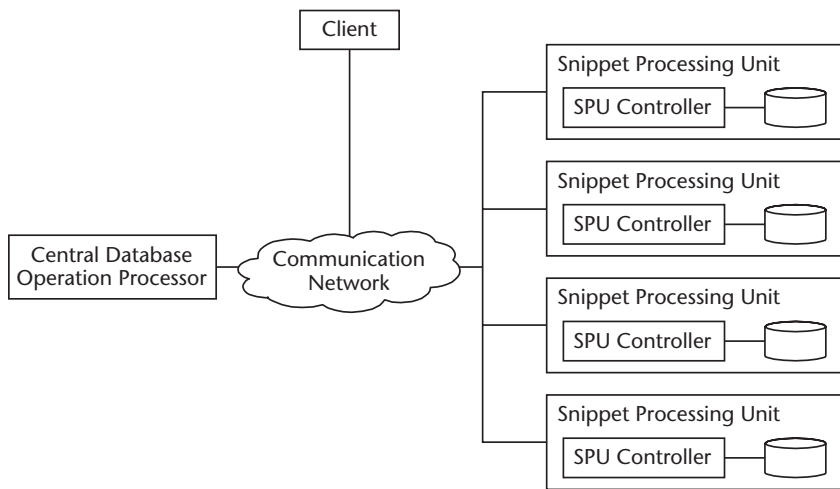 Client
Central Database
Operation Processor
Communication
Network
Snippet Processing Unit
SPU Controller
Snippet Processing Unit
SPU Controller
Snippet Processing Unit
SPU Controller
Snippet Processing Unit
SPU Controller